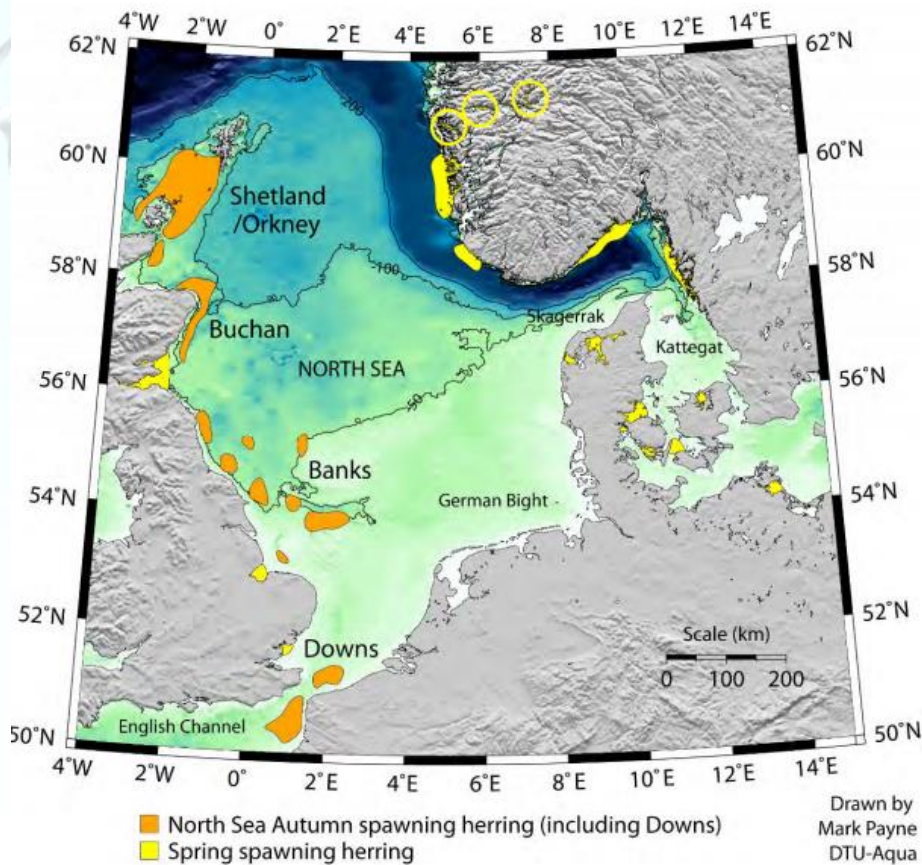 4°W 2°W 0° 2°E 4°E 6°E 8°E 10°E 12°E 14°E
62°N 62°N
-200
60°N 60°N
Shetland
/Orkney
58°N 58°N
-100
Skagerrak
Buchan
Kattegat
NORTH SEA
56°N 56°N
-50
Banks
54°N 54°N
German Bight
52°N 52°N
Scale (km)
Downs
0 100 200
English Channel
50°N 50°N
4°W 2°W 0° 2°E 4°E 6°E 8°E 10°E 12°E 14°E
North Sea Autumn spawning herring (including Downs)
Spring spawning herring
Drawn by
Mark Payne
DTU-Aqua